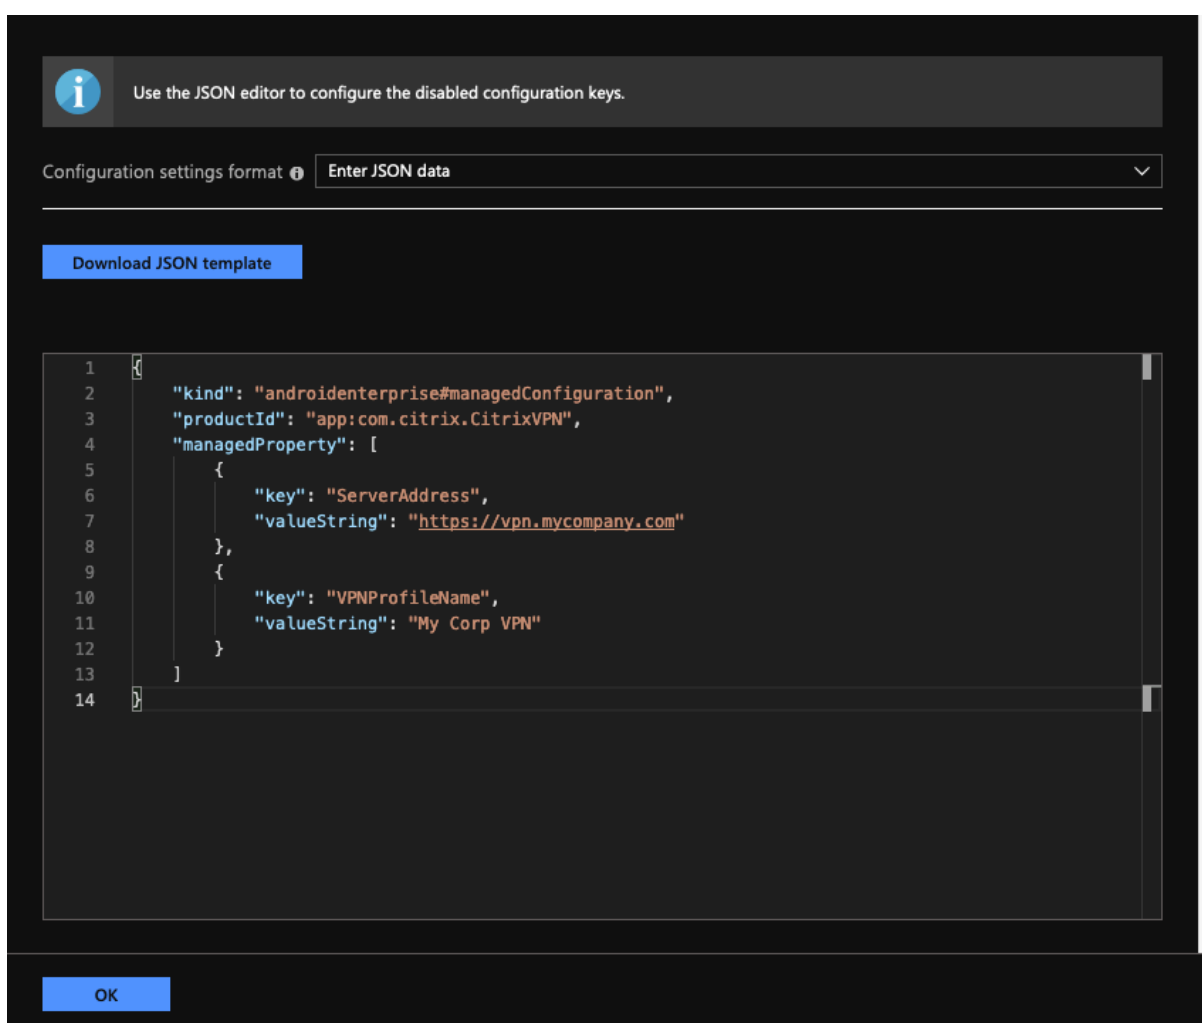 Use the JSON editor to configure the disabled configuration keys.
Configuration settings format Enter JSON data
Download JSON template
1 {
2 "kind": "androidenterprise#managedConfiguration",
3 "productId": "app:com.citrix.CitrixVPN",
4 "managedProperty": [
5 {
6 "key": "ServerAddress",
7 "valueString": "https://vpn.mycompany.com"
8 },
9 {
10 "key": "VPNProfileName",
11 "valueString": "My Corp VPN"
12 }
13 ]
14 }
OK